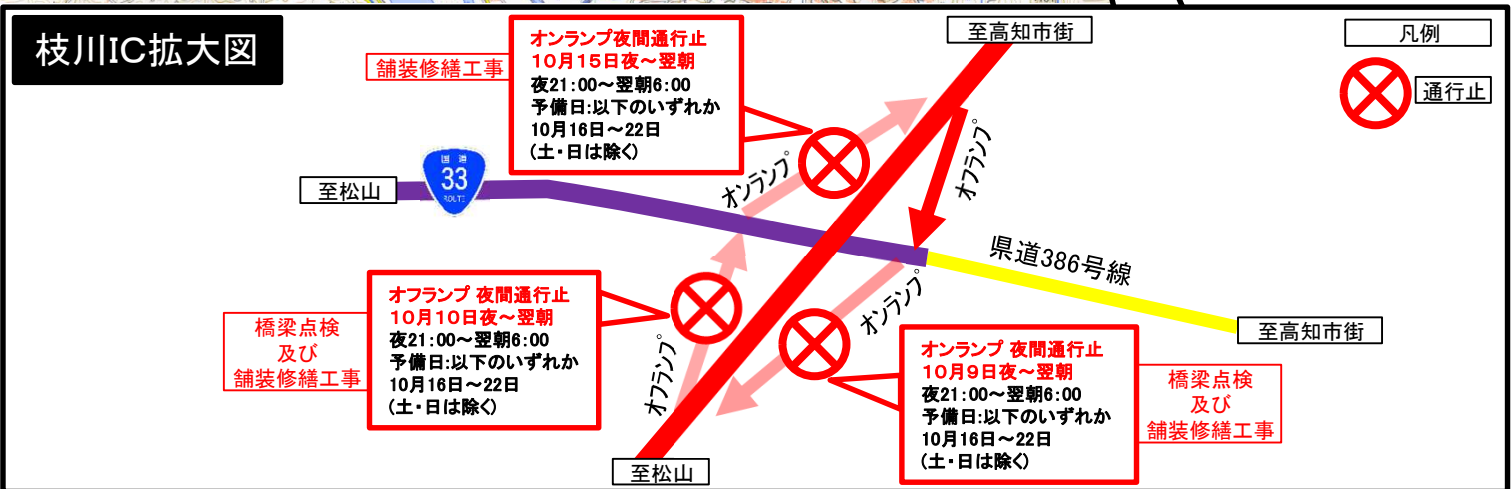 枝川IC拡大図
舗装修繕工事
オンランプ夜間通行止
10月15日夜～翌朝
夜21:00～翌朝6:00
予備日:以下のいずれか
10月16日～22日
(土・日は除く)
至高知市街
凡例
通行止
至松山
国道
33
ROUTE
オンランプ
オフランプ
県道386号線
至高知市街
橋梁点検
及び
舗装修繕工事
オフランプ 夜間通行止
10月10日夜～翌朝
夜21:00～翌朝6:00
予備日:以下のいずれか
10月16日～22日
(土・日は除く)
オフランプ
オンランプ
オンランプ 夜間通行止
10月9日夜～翌朝
夜21:00～翌朝6:00
予備日:以下のいずれか
10月16日～22日
(土・日は除く)
橋梁点検
及び
舗装修繕工事
至松山